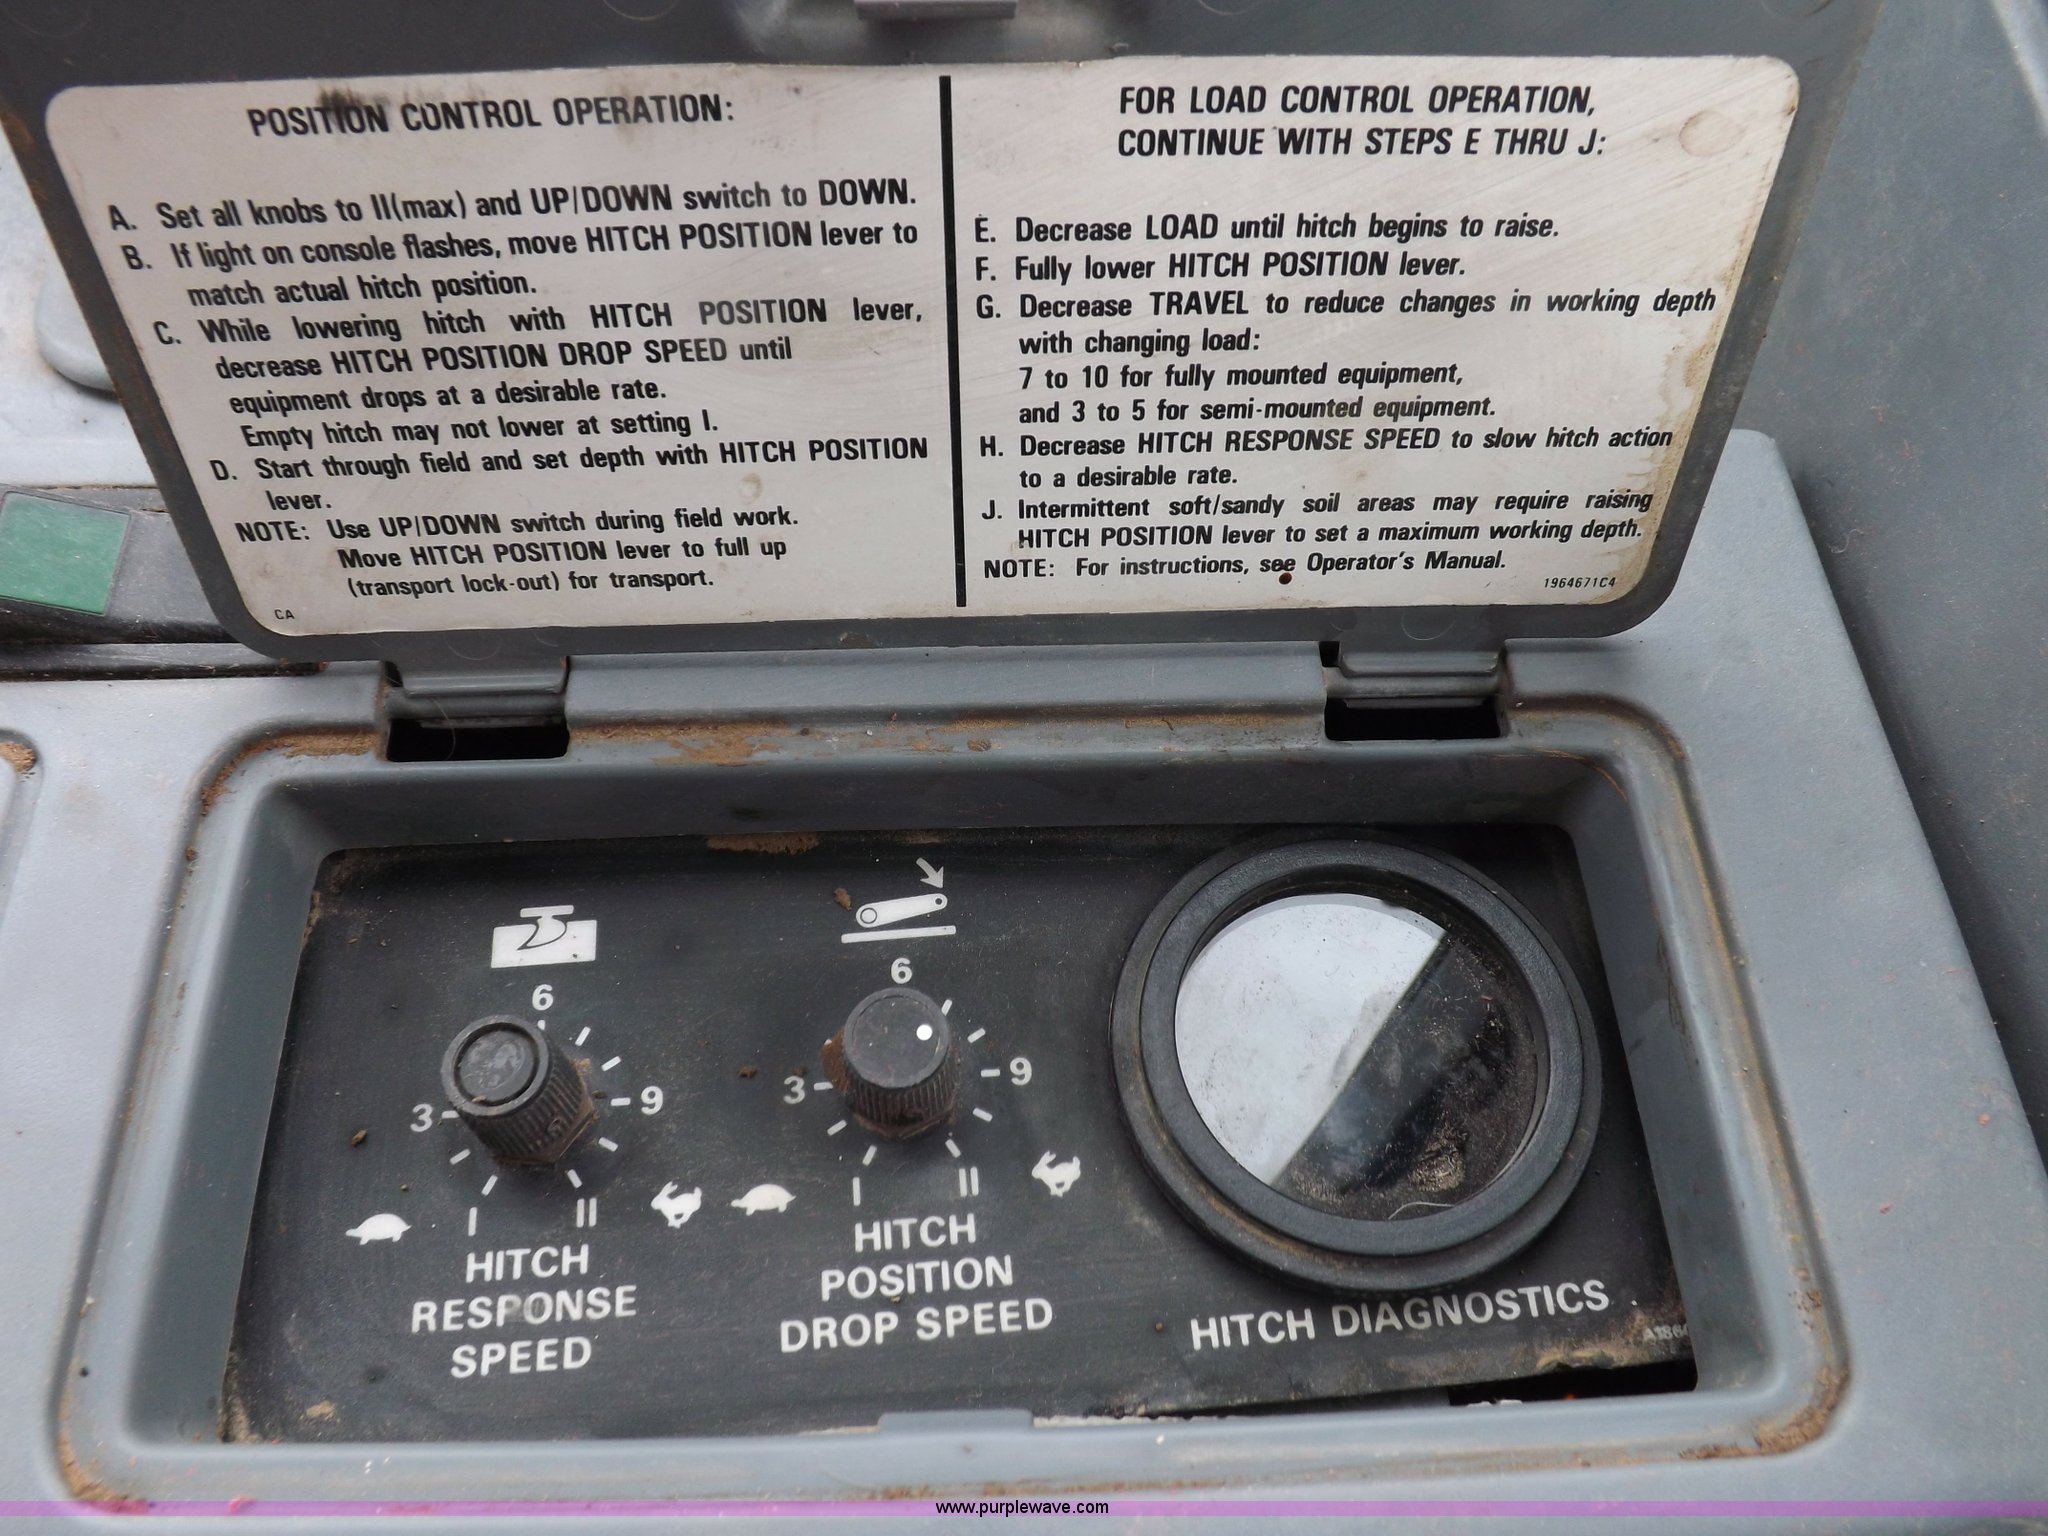 POSITION CONTROL OPERATION:
A. Set all knobs to II(max) and UP/DOWN switch to DOWN.
B. If light on console flashes, move HITCH POSITION lever to
match actual hitch position.
C. While lowering hitch with HITCH POSITION lever,
decrease HITCH POSITION DROP SPEED until
equipment drops at a desirable rate.
Empty hitch may not lower at setting I.
D. Start through field and set depth with HITCH POSITION
lever.
NOTE: Use UP/DOWN switch during field work.
Move HITCH POSITION lever to full up
(transport lock-out) for transport.
CA
FOR LOAD CONTROL OPERATION,
CONTINUE WITH STEPS E THRU J:
E. Decrease LOAD until hitch begins to raise.
F. Fully lower HITCH POSITION lever.
G. Decrease TRAVEL to reduce changes in working depth
with changing load:
7 to 10 for fully mounted equipment,
and 3 to 5 for semi-mounted equipment.
H. Decrease HITCH RESPONSE SPEED to slow hitch action
to a desirable rate.
J. Intermittent soft/sandy soil areas may require raising
HITCH POSITION lever to set a maximum working depth.
NOTE: For instructions, see Operator's Manual.
1964671C4
6
3
9
I
II
HITCH
RESPONSE
SPEED
6
3
9
I
II
HITCH
POSITION
DROP SPEED
HITCH DIAGNOSTICS
www.purplewave.com